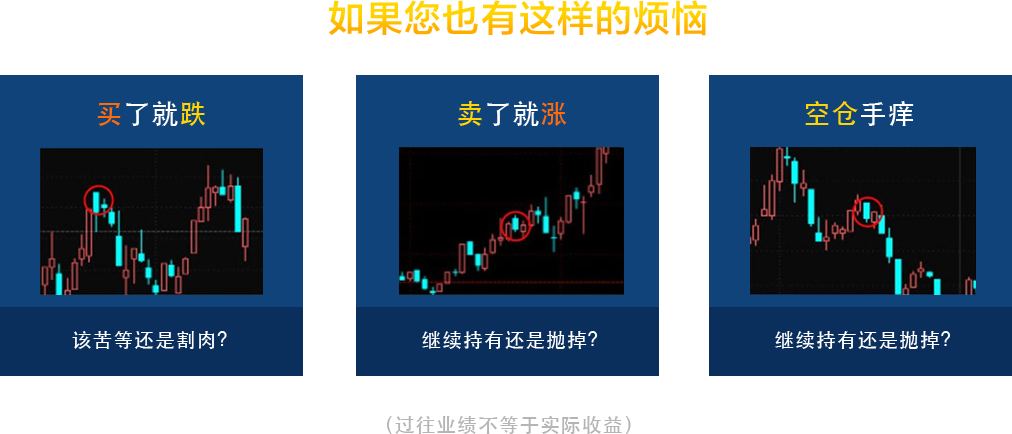 如果您也有这样的烦恼
买了就跌
卖了就涨
空仓手痒
该苦等还是割肉?
继续持有还是抛掉?
继续持有还是抛掉?
（过往业绩不等于实际收益）